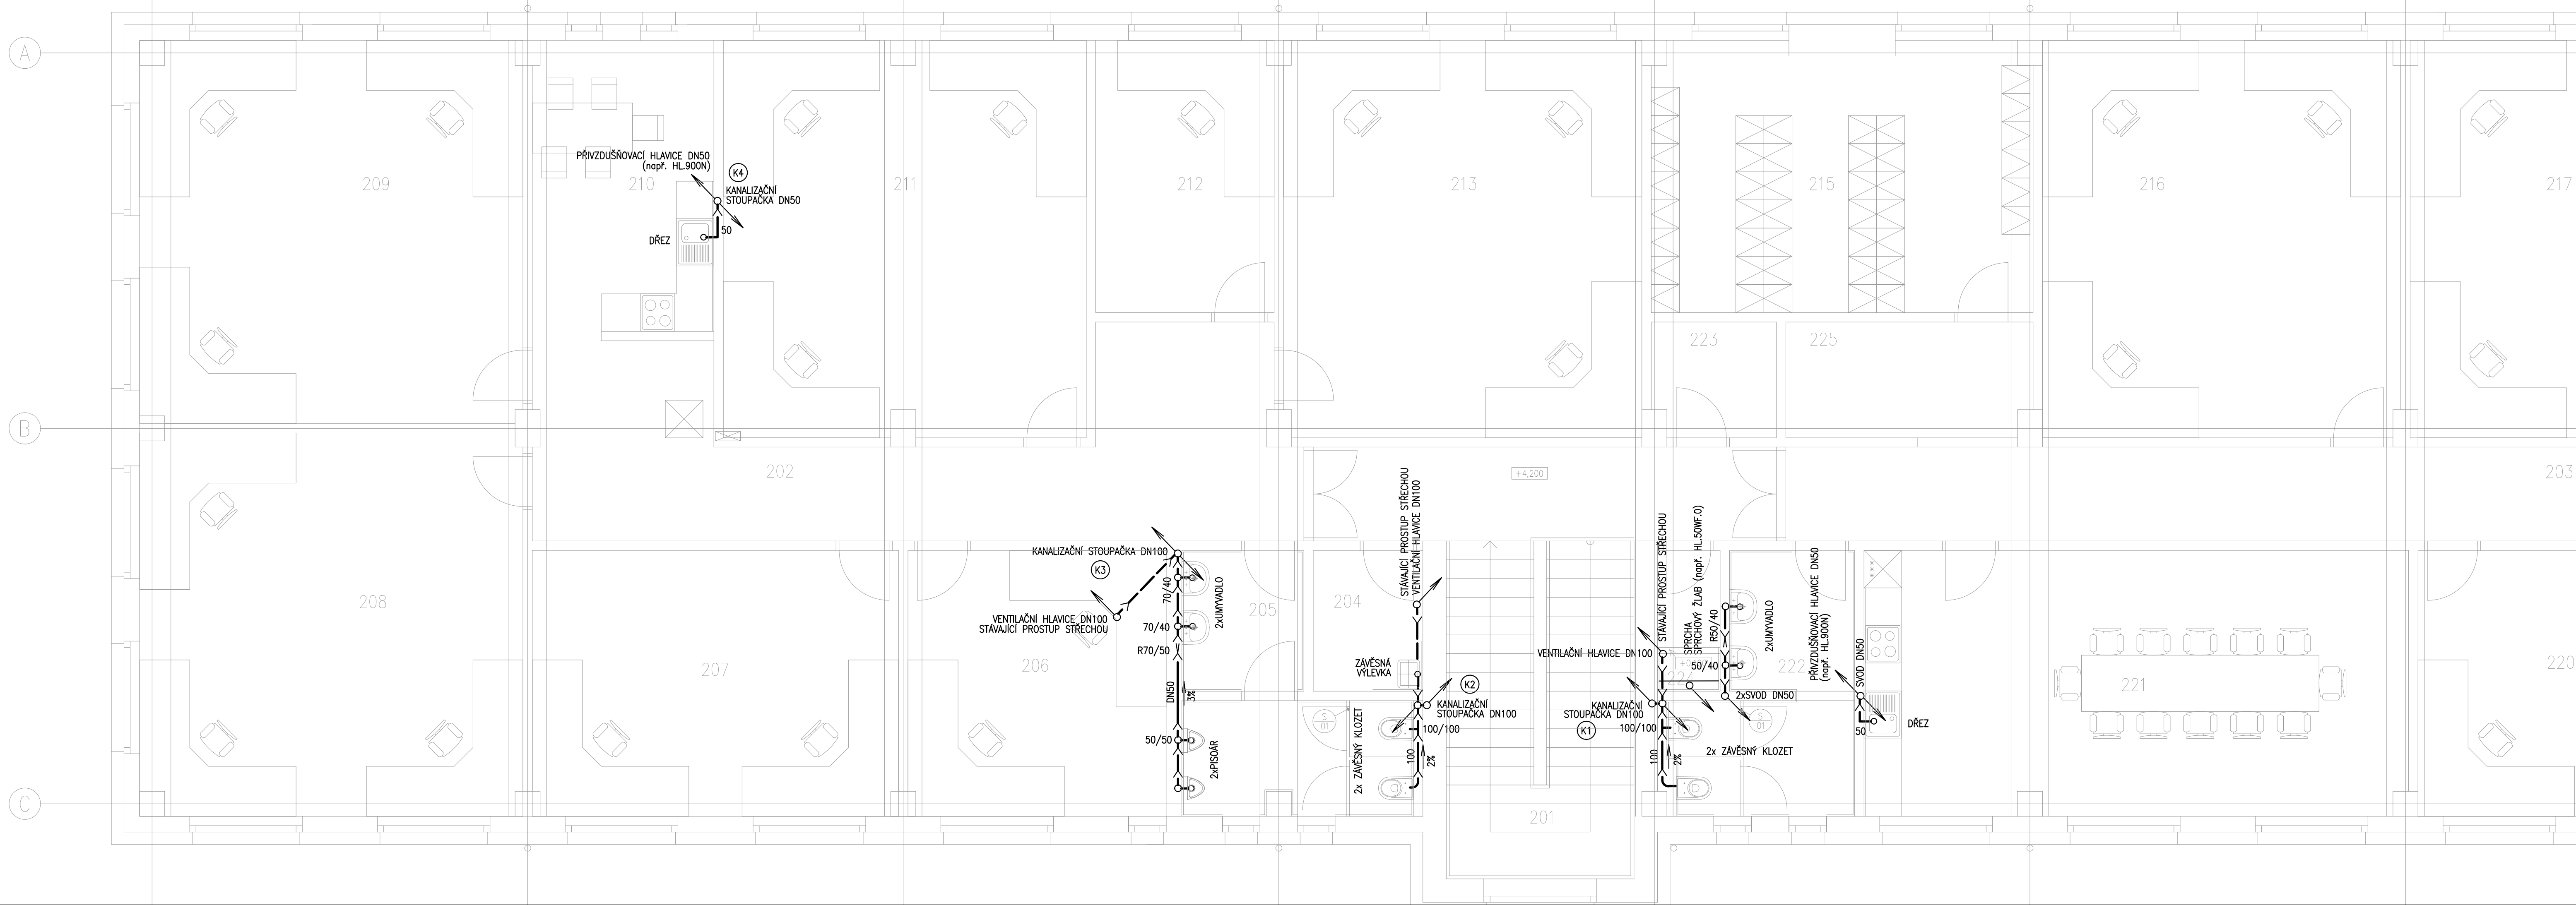 A
B
C
209
210
211
212
213
215
216
217
PŘIVZDUŠŇOVACÍ HLAVICE DN50
(např. HL.900N)
K4
KANALIZAČNÍ
STOUPAČKA DN50
50
DŘEZ
223
225
202
+4,200
203
208
207
206
205
204
201
224
222
221
220
KANALIZAČNÍ STOUPAČKA DN100
K3
VENTILAČNÍ HLAVICE DN100
STÁVAJÍCÍ PROSTUP STŘECHOU
70/40
70/40
R70/50
2xUMYVADLO
DN50
3%
50/50
2xPISOÁR
STÁVAJÍCÍ PROSTUP STŘECHOU
VENTILAČNÍ HLAVICE DN100
ZÁVĚSNÁ
VÝLEVKA
K2
KANALIZAČNÍ
STOUPAČKA DN100
100/100
S
01
2x ZÁVĚSNÝ KLOZET
100
2%
STÁVAJÍCÍ PROSTUP STŘECHOU
VENTILAČNÍ HLAVICE DN100
SPRCHA
SPRCHOVÝ ŽLAB (např. HL.50WF.0)
R50/40
50/40
2xUMYVADLO
2xSVOD DN50
KANALIZAČNÍ
STOUPAČKA DN100
K1
100/100
S
01
100
2%
2x ZÁVĚSNÝ KLOZET
PŘIVZDUŠŇOVACÍ HLAVICE DN50
(např. HL.900N)
SVOD DN50
50
DŘEZ